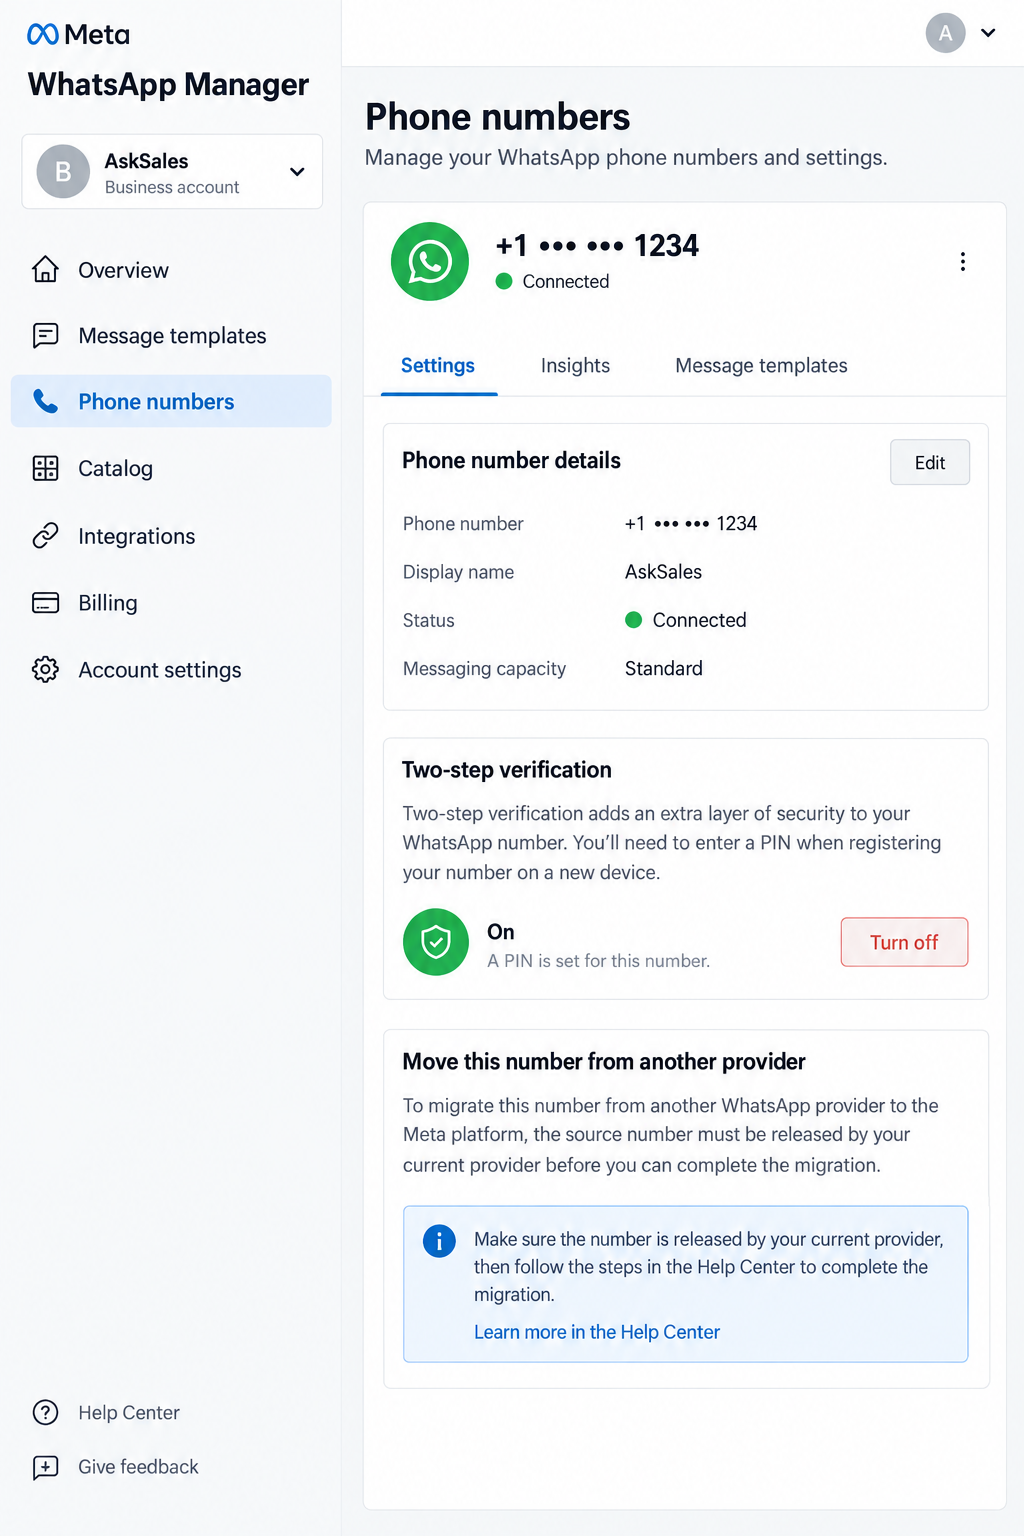 Meta
WhatsApp Manager
B
AskSales
Business account
Overview
Message templates
Phone numbers
Catalog
Integrations
Billing
Account settings
Help Center
Give feedback
A
Phone numbers
Manage your WhatsApp phone numbers and settings.
+1 ••• ••• 1234
Connected
Settings
Insights
Message templates
Phone number details
Edit
Phone number
+1 ••• ••• 1234
Display name
AskSales
Status
Connected
Messaging capacity
Standard
Two-step verification
Two-step verification adds an extra layer of security to your
WhatsApp number. You’ll need to enter a PIN when registering
your number on a new device.
On
A PIN is set for this number.
Turn off
Move this number from another provider
To migrate this number from another WhatsApp provider to the
Meta platform, the source number must be released by your
current provider before you can complete the migration.
Make sure the number is released by your current provider,
then follow the steps in the Help Center to complete the
migration.
Learn more in the Help Center